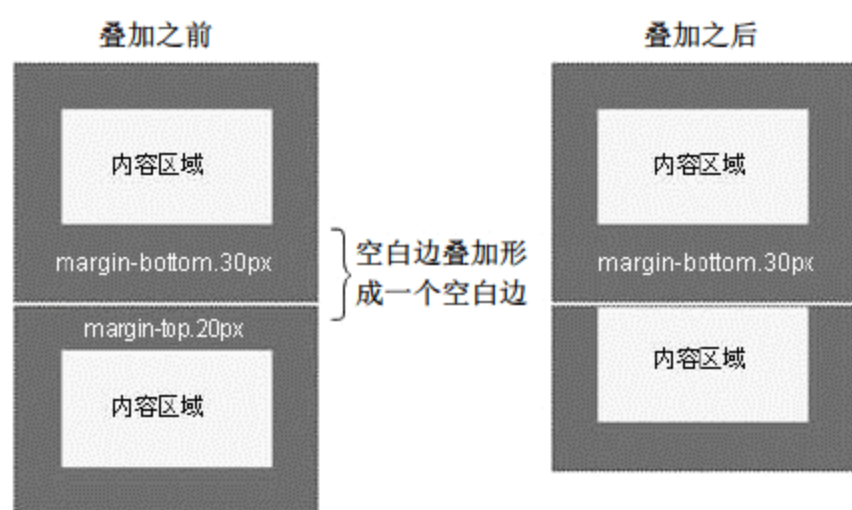 叠加之前
叠加之后
内容区域
内容区域
margin-bottom.30px
空白边叠加形
成一个空白边
margin-bottom.30px
margin-top.20px
内容区域
内容区域